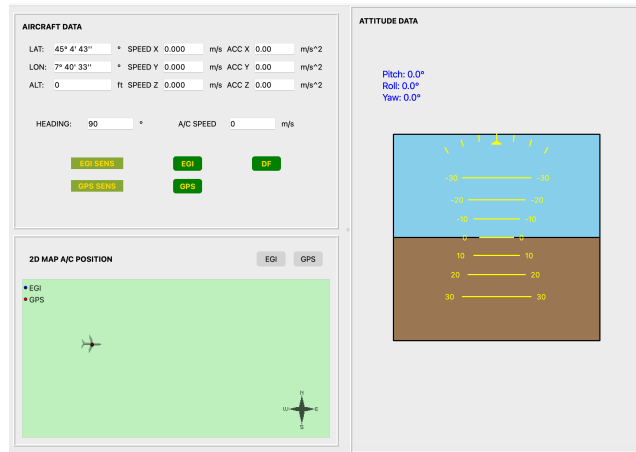 AIRCRAFT DATA
LAT: 45° 4' 43'' ° SPEED X 0.000 m/s ACC X 0.00 m/s^2
LON: 7° 40' 33'' ° SPEED Y 0.000 m/s ACC Y 0.00 m/s^2
ALT: 0 ft SPEED Z 0.000 m/s ACC Z 0.00 m/s^2
HEADING: 90 ° A/C SPEED 0 m/s
EGI SENS EGI DF
GPS SENS GPS
2D MAP A/C POSITION EGI GPS
EGI
GPS
N
W E
S
ATTITUDE DATA
Pitch: 0.0°
Roll: 0.0°
Yaw: 0.0°
-30 -30
-20 -20
-10 -10
0 0
10 10
20 20
30 30